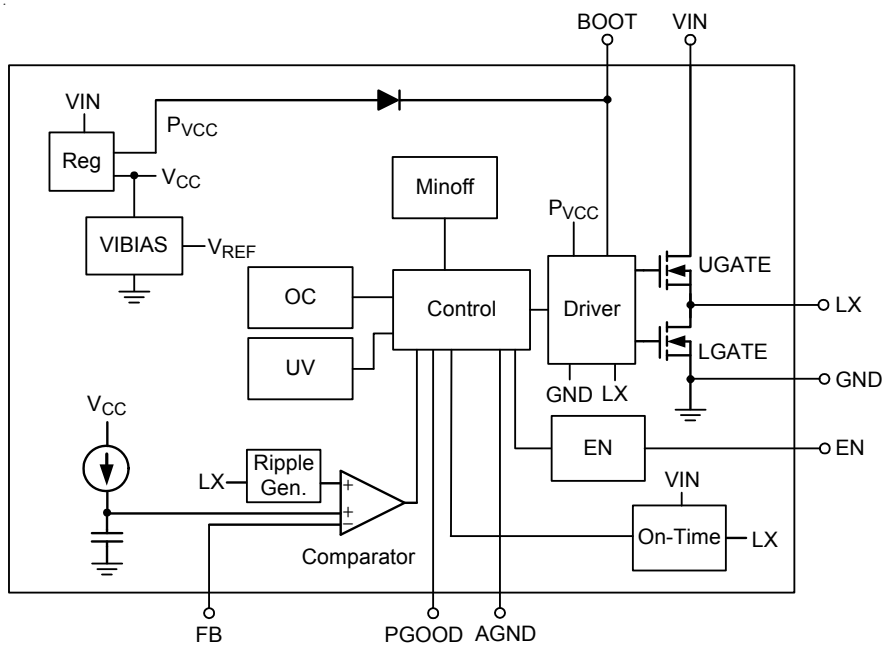 BOOT VIN
VIN
PVCC
Reg
VCC
Minoff
VIBIAS
VREF
PVCC
UGATE
OC
Control
Driver
LX
UV
LGATE
GND LX
GND
VCC
EN
EN
LX
Ripple
Gen.
+
+
−
VIN
On-Time
LX
Comparator
FB
PGOOD AGND